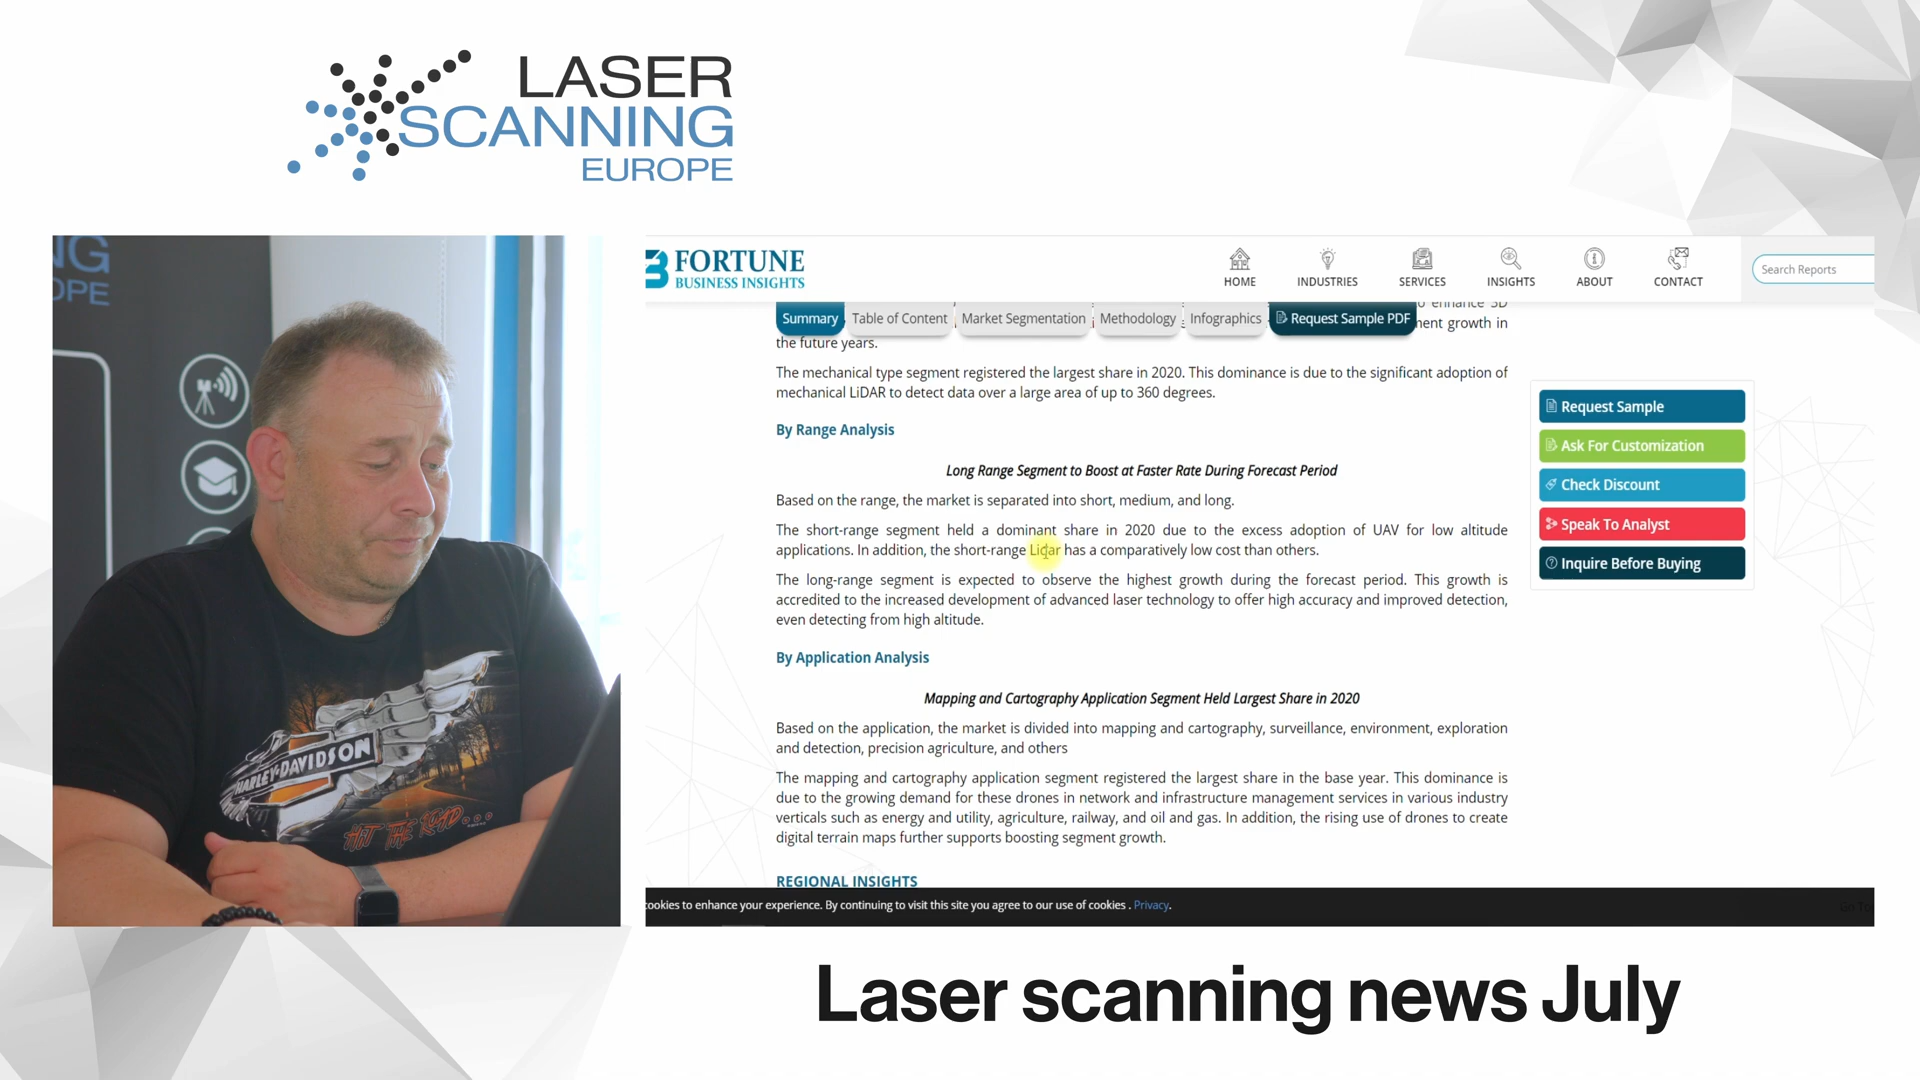 LASER
SCANNING
EUROPE
NG
OPE
HARLEY-DAVIDSON
HIT THE ROAD...
FORTUNE
BUSINESS INSIGHTS
HOME
INDUSTRIES
SERVICES
INSIGHTS
ABOUT
CONTACT
Search Reports
Summary
Table of Content
Market Segmentation
Methodology
Infographics
Request Sample PDF
to enhance 3D
ment growth in
the future years.
The mechanical type segment registered the largest share in 2020. This dominance is due to the significant adoption of
mechanical LiDAR to detect data over a large area of up to 360 degrees.
By Range Analysis
Long Range Segment to Boost at Faster Rate During Forecast Period
Based on the range, the market is separated into short, medium, and long.
The short-range segment held a dominant share in 2020 due to the excess adoption of UAV for low altitude
applications. In addition, the short-range Lidar has a comparatively low cost than others.
The long-range segment is expected to observe the highest growth during the forecast period. This growth is
accredited to the increased development of advanced laser technology to offer high accuracy and improved detection,
even detecting from high altitude.
By Application Analysis
Mapping and Cartography Application Segment Held Largest Share in 2020
Based on the application, the market is divided into mapping and cartography, surveillance, environment, exploration
and detection, precision agriculture, and others
The mapping and cartography application segment registered the largest share in the base year. This dominance is
due to the growing demand for these drones in network and infrastructure management services in various industry
verticals such as energy and utility, agriculture, railway, and oil and gas. In addition, the rising use of drones to create
digital terrain maps further supports boosting segment growth.
REGIONAL INSIGHTS
Request Sample
Ask For Customization
Check Discount
Speak To Analyst
Inquire Before Buying
cookies to enhance your experience. By continuing to visit this site you agree to our use of cookies . Privacy.
Laser scanning news July